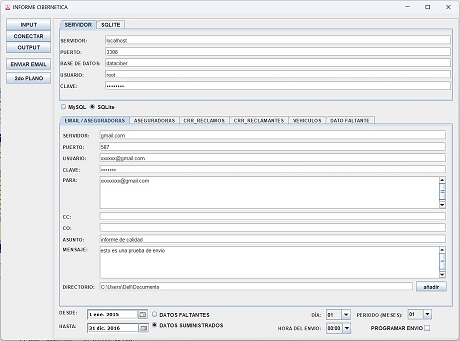 INFORME CIBERNETICA
INPUT
CONECTAR
OUTPUT
ENVIAR EMAIL
2do PLANO
SERVIDOR SQLITE
SERVIDOR: localhost
PUERTO: 3306
BASE DE DATOS: dataciber
USUARIO: root
CLAVE: ••••••••
MySQL SQLite
EMAIL / ASEGURADORAS ASEGURADORAS CRR_RECLAMOS CRR_RECLAMANTES VEHICULOS DATO FALTANTE
SERVIDOR: gmail.com
PUERTO: 587
USUARIO: xxxxxx@gmail.com
CLAVE: •••••••
PARA: xxxxxxx@gmail.com
CC:
CO:
ASUNTO: informe de calidad
MENSAJE: esto es una prueba de envio
DIRECTORIO: C:\Users\Dell\Documents añadir
DESDE: 1 ene. 2015 DATOS FALTANTES DÍA: 01 PERIODO (MESES): 01
HASTA: 31 dic. 2016 DATOS SUMINISTRADOS HORA DEL ENVIO: 00:00 PROGRAMAR ENVIO